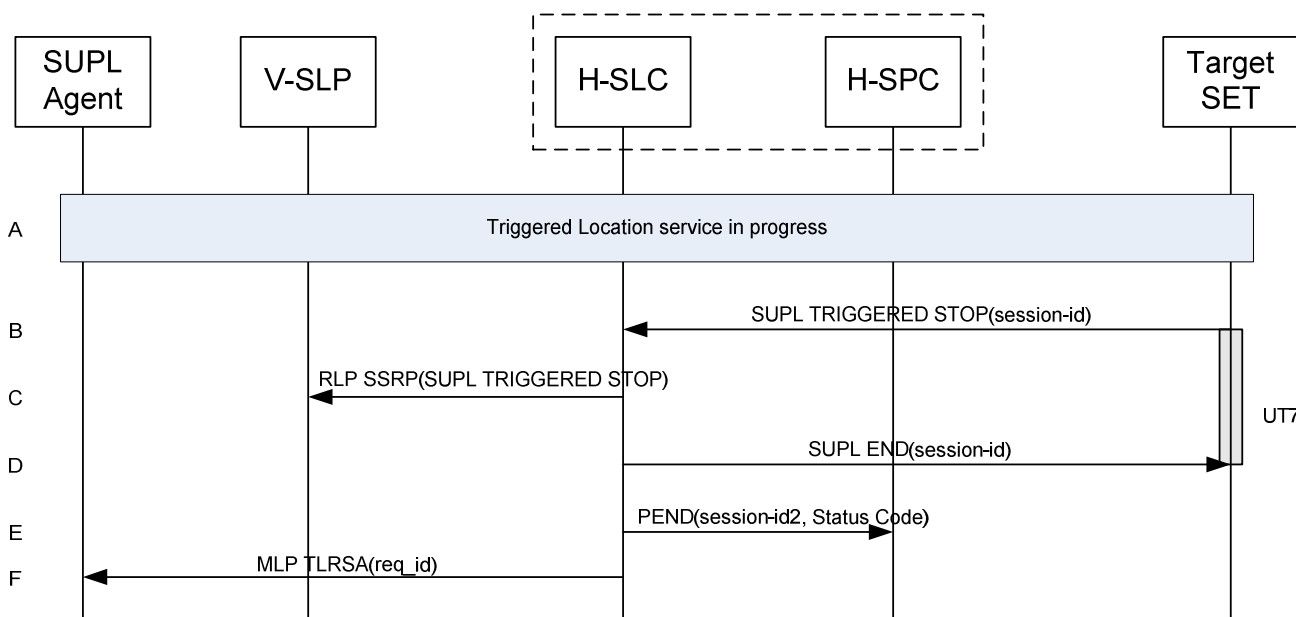 SUPL
Agent
V-SLP
H-SLC
H-SPC
Target
SET
A
Triggered Location service in progress
B
SUPL TRIGGERED STOP(session-id)
C
RLP SSRP(SUPL TRIGGERED STOP)
UT7
D
SUPL END(session-id)
E
PEND(session-id2, Status Code)
F
MLP TLRSA(req_id)